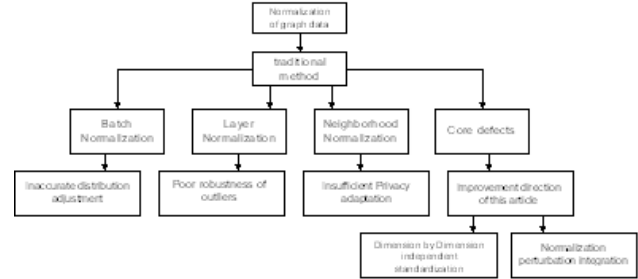 Normalization
of graph data
traditional
method
Batch
Normalization
Layer
Normalization
Neighborhood
Normalization
Core defects
Inaccurate distribution
adjustment
Poor robustness of
outliers
Insufficient Privacy
adaptation
Improvement direction
of this article
Dimension by Dimension
independent
standardization
Normalization
perturbation integration